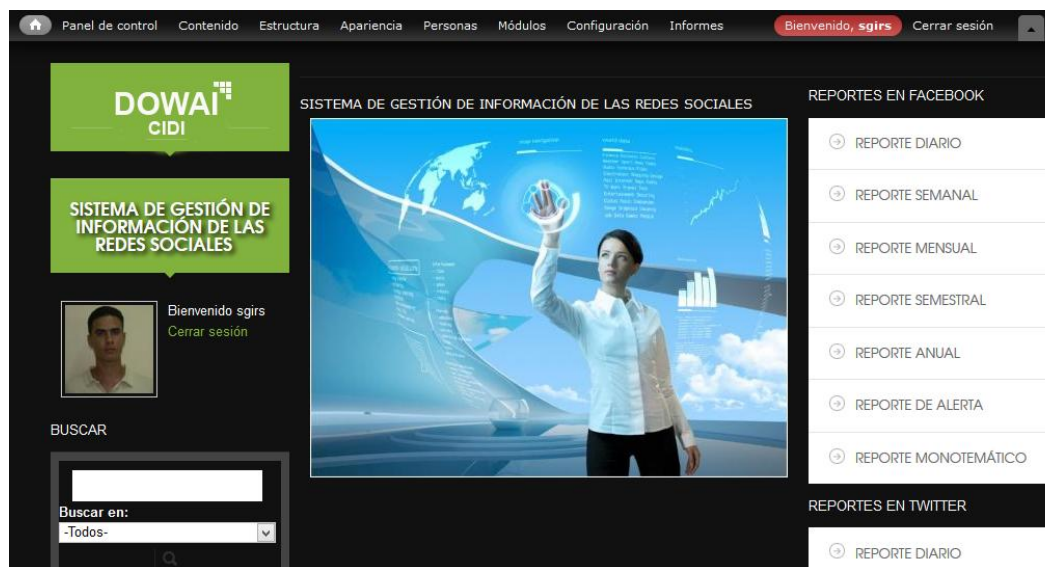 Panel de control Contenido Estructura Apariencia Personas Módulos Configuración Informes Bienvenido, sgirs Cerrar sesión
DOWAI
CIDI
SISTEMA DE GESTIÓN DE
INFORMACIÓN DE LAS
REDES SOCIALES
Bienvenido sgirs
Cerrar sesión
BUSCAR
Buscar en:
-Todos-
SISTEMA DE GESTIÓN DE INFORMACIÓN DE LAS REDES SOCIALES
REPORTES EN FACEBOOK
REPORTE DIARIO
REPORTE SEMANAL
REPORTE MENSUAL
REPORTE SEMESTRAL
REPORTE ANUAL
REPORTE DE ALERTA
REPORTE MONOTEMÁTICO
REPORTES EN TWITTER
REPORTE DIARIO